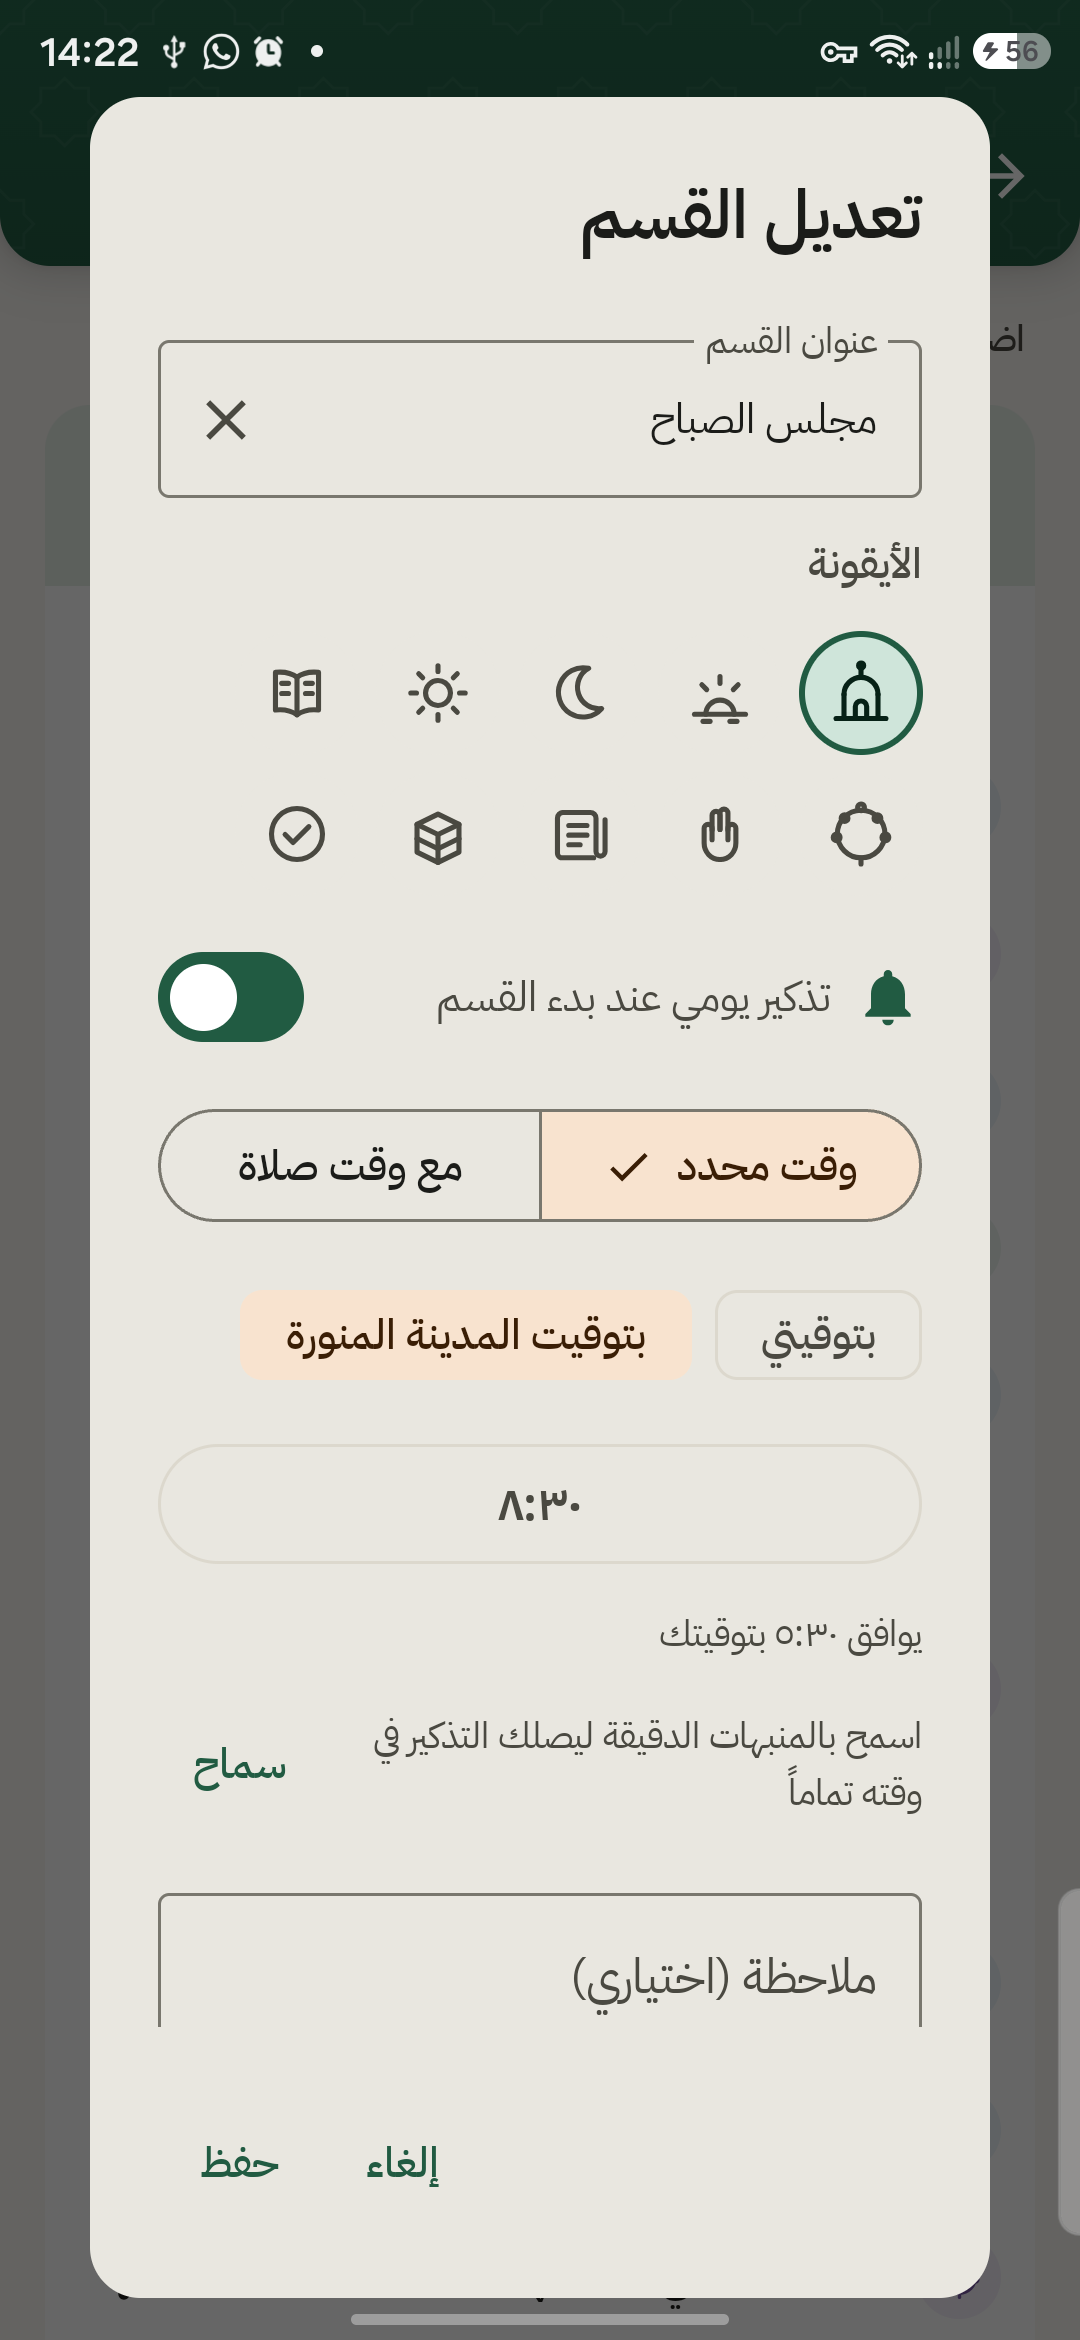 14:22
56
تعديل القسم
عنوان القسم
مجلس الصباح
الأيقونة
تذكير يومي عند بدء القسم
وقت محدد
مع وقت صلاة
بتوقيتي
بتوقيت المدينة المنورة
٨:٣٠
يوافق ٥:٣٠ بتوقيتك
اسمح بالمنبهات الدقيقة ليصلك التذكير في
وقته تماماً
سماح
ملاحظة (اختياري)
إلغاء
حفظ